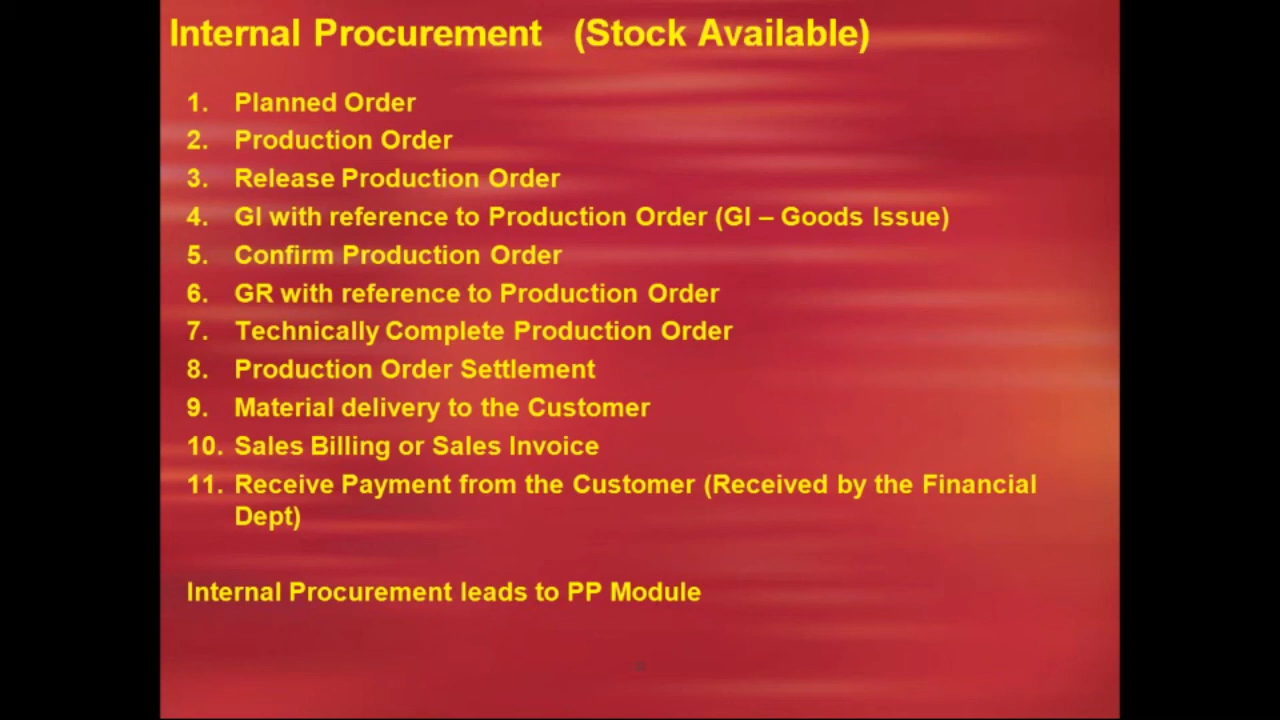 Internal Procurement (Stock Available)
1. Planned Order
2. Production Order
3. Release Production Order
4. GI with reference to Production Order (GI – Goods Issue)
5. Confirm Production Order
6. GR with reference to Production Order
7. Technically Complete Production Order
8. Production Order Settlement
9. Material delivery to the Customer
10. Sales Billing or Sales Invoice
11. Receive Payment from the Customer (Received by the Financial
Dept)
Internal Procurement leads to PP Module